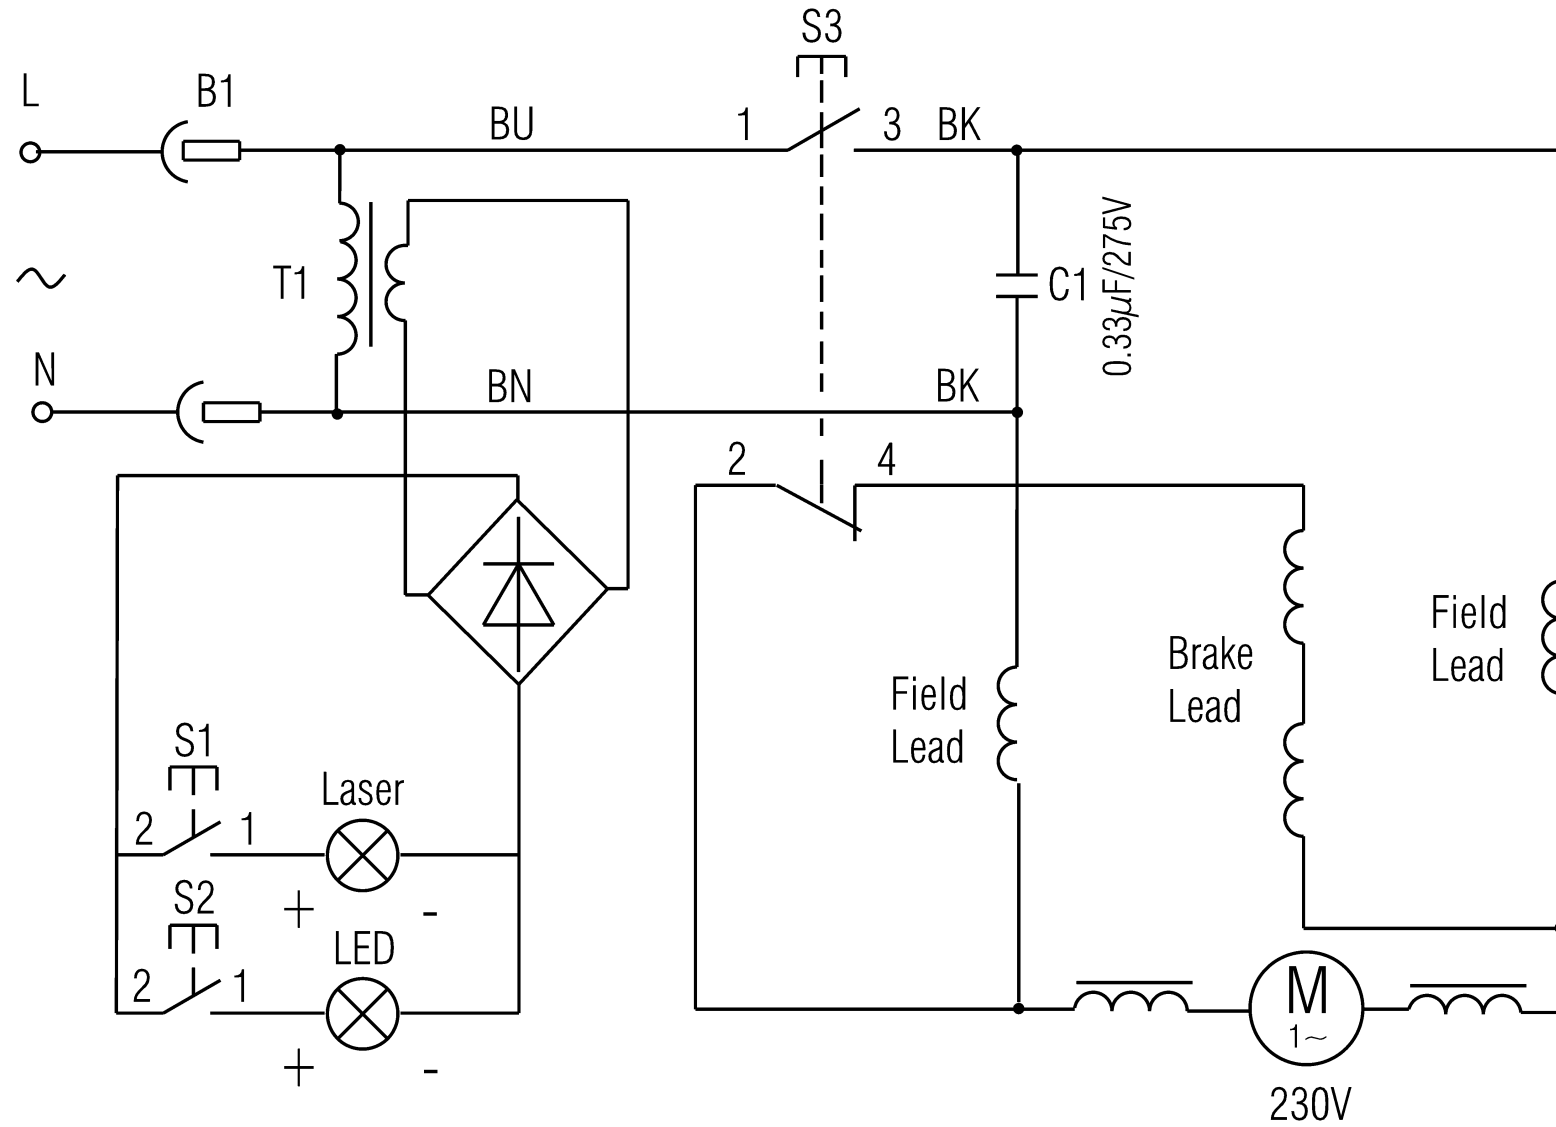 S3
L
B1
BU
1
3
BK
T1
C1
0.33µF/275V
N
BN
BK
2
4
Field
Lead
Brake
Lead
Field
Lead
S1
Laser
2
1
+
-
S2
LED
2
1
+
-
M
1~
230V